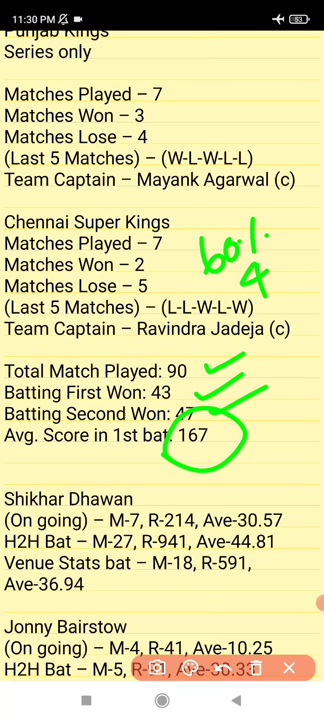 11:30 PM
53
Punjab Kings
Series only
Matches Played – 7
Matches Won – 3
Matches Lose – 4
(Last 5 Matches) – (W-L-W-L-L)
Team Captain – Mayank Agarwal (c)
Chennai Super Kings
Matches Played – 7
Matches Won – 2
Matches Lose – 5
60%
4
(Last 5 Matches) – (L-L-W-L-W)
Team Captain – Ravindra Jadeja (c)
Total Match Played: 90
Batting First Won: 43
Batting Second Won: 47
Avg. Score in 1st bat: 167
Shikhar Dhawan
(On going) – M-7, R-214, Ave-30.57
H2H Bat – M-27, R-941, Ave-44.81
Venue Stats bat – M-18, R-591,
Ave-36.94
Jonny Bairstow
(On going) – M-4, R-41, Ave-10.25
H2H Bat – M-5,